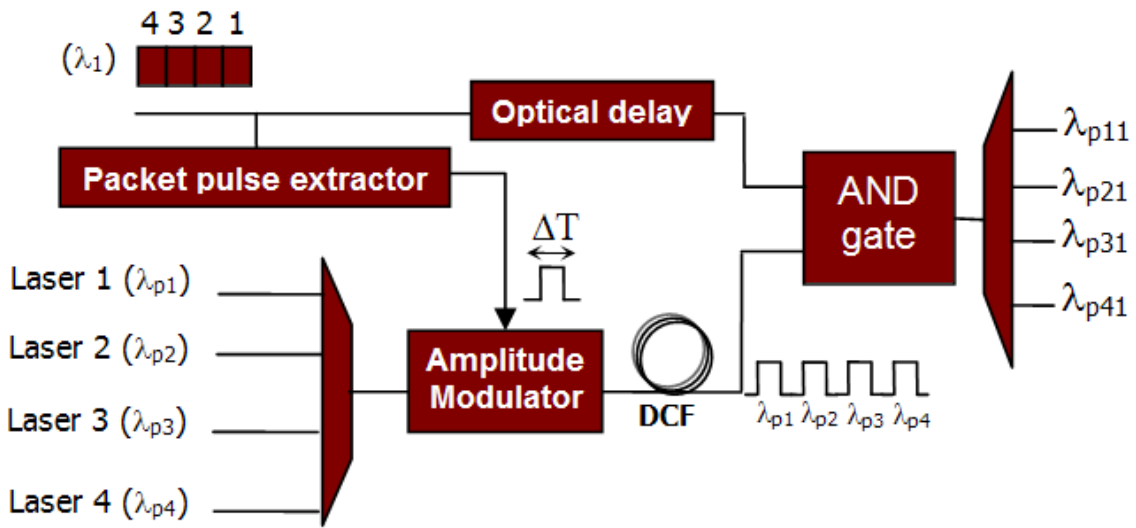 4 3 2 1
(λ1)
Optical delay
Packet pulse extractor
ΔT
Laser 1 (λp1)
Laser 2 (λp2)
Laser 3 (λp3)
Laser 4 (λp4)
Amplitude
Modulator
DCF
λp1 λp2 λp3 λp4
AND
gate
λp11
λp21
λp31
λp41